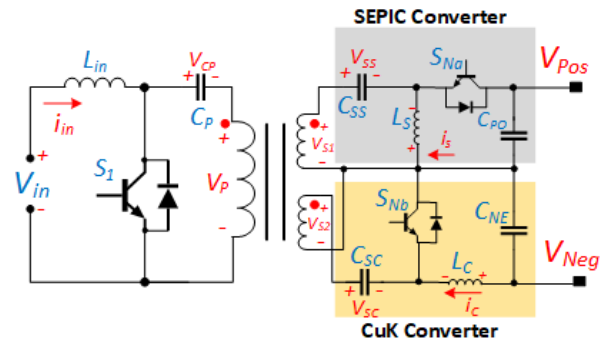 SEPIC Converter
L_in
V_CP
+ -
C_P
i_in
V_in
+
-
S_1
+
V_P
-
V_SS
+ -
C_SS
S_Na
V_Pos
L_S
-
+
C_PO
+
V_S1
-
i_s
+
V_S2
-
S_Nb
C_NE
C_SC
+ -
V_SC
L_C
- +
i_C
V_Neg
CuK Converter